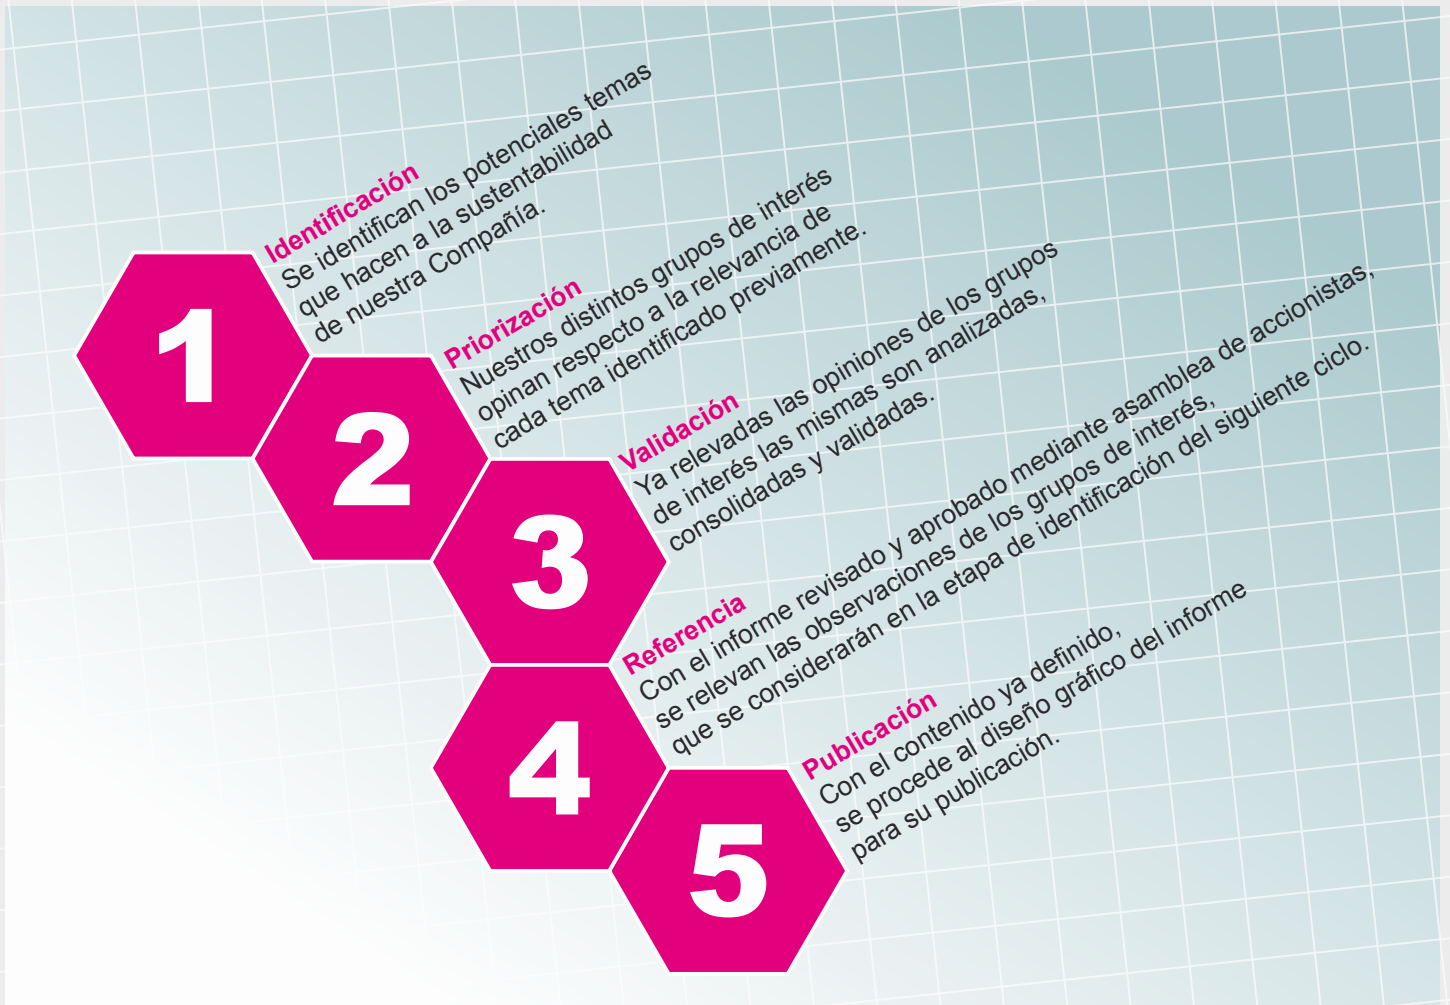 1
Identificación
Se identifican los potenciales temas
que hacen a la sustentabilidad
de nuestra Compañía.
2
Priorización
Nuestros distintos grupos de interés
opinan respecto a la relevancia de
cada tema identificado previamente.
3
Validación
Ya relevadas las opiniones de los grupos
de interés las mismas son analizadas,
consolidadas y validadas.
4
Referencia
Con el informe revisado y aprobado mediante asamblea de accionistas,
se relevan las observaciones de los grupos de interés,
que se considerarán en la etapa de identificación del siguiente ciclo.
5
Publicación
Con el contenido ya definido,
se procede al diseño gráfico del informe
para su publicación.